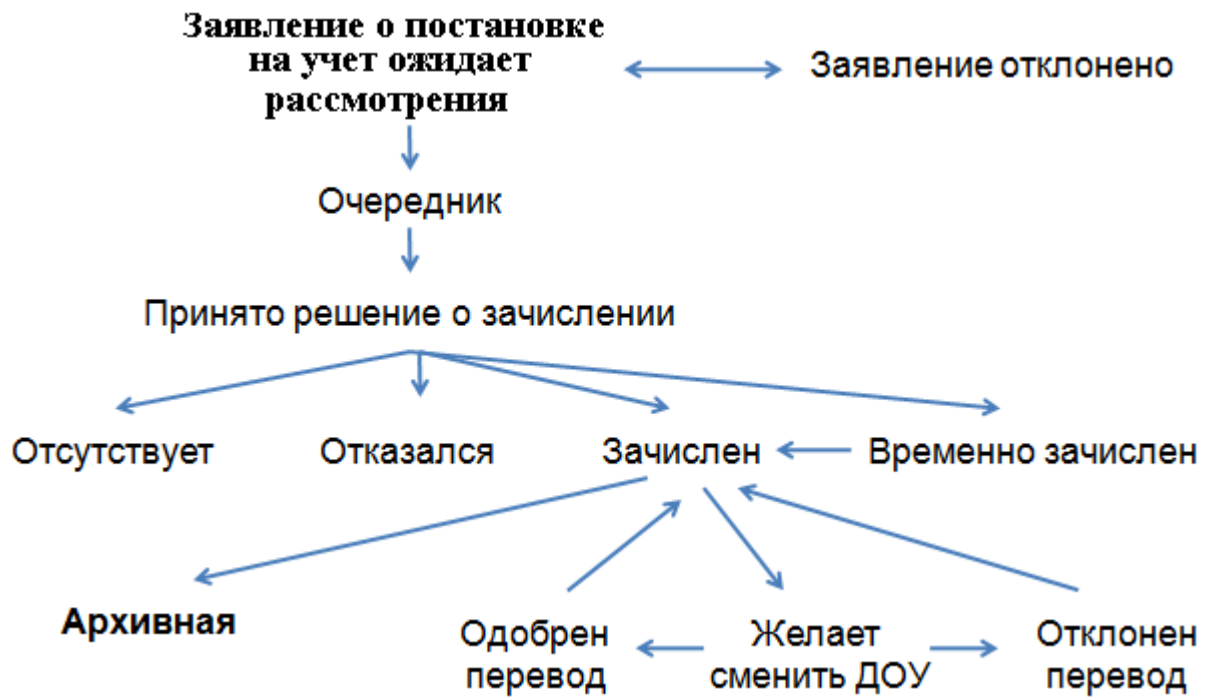 Заявление о постановке
на учет ожидает
рассмотрения
Заявление отклонено
Очередник
Принято решение о зачислении
Отсутствует
Отказался
Зачислен
Временно зачислен
Архивная
Одобрен
перевод
Желает
сменить ДОУ
Отклонен
перевод